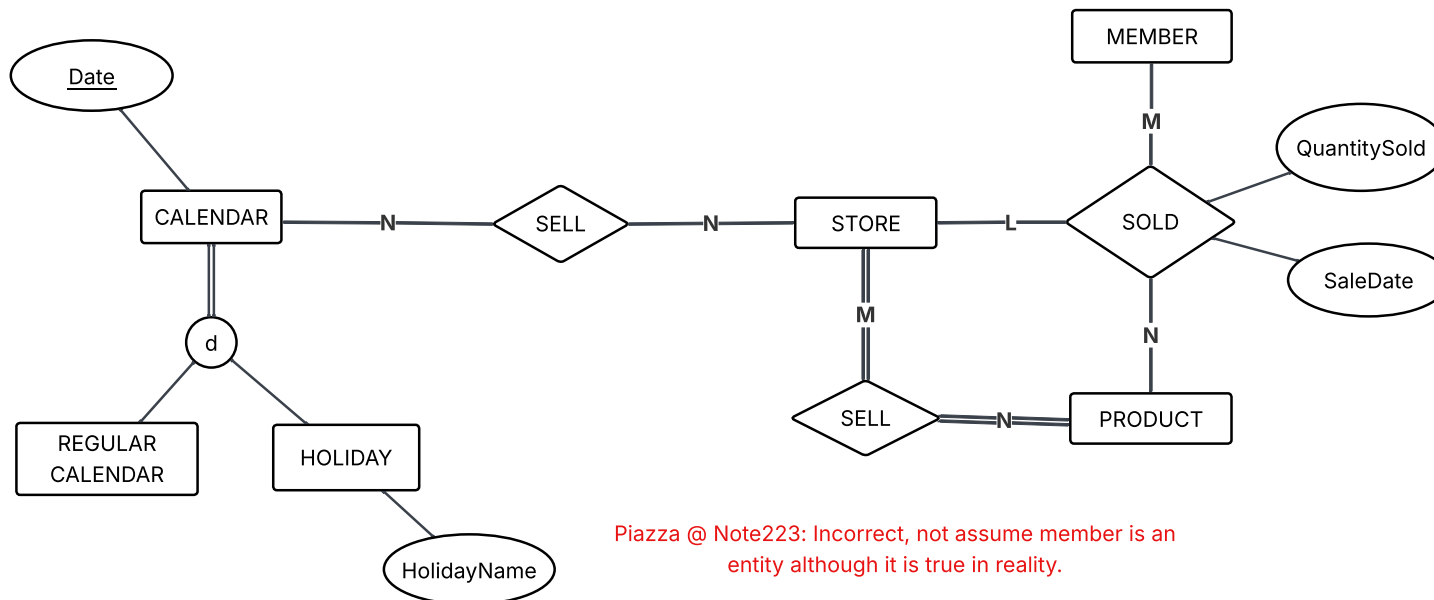 MEMBER
Date
M
QuantitySold
CALENDAR
N
SELL
N
STORE
L
SOLD
SaleDate
M
N
d
SELL
N
PRODUCT
REGULAR
CALENDAR
HOLIDAY
HolidayName
Piazza @ Note223: Incorrect, not assume member is an
entity although it is true in reality.